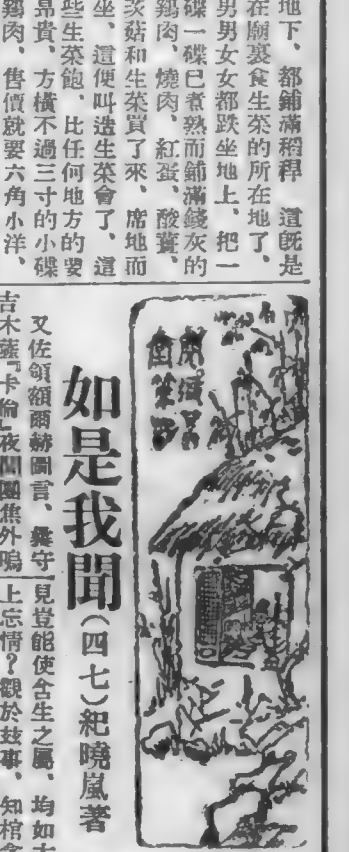 地下、都鋪滿稻稈 這旣是
在廟裏食生菜的所在地了、
男男女女都跌坐地上、把一
碟一碟已煮熟而鋪滿錢灰的
鷄肉、燒肉、紅蛋、酸薑、
茨菇和生菜買了來、席地而
坐、這便叫造生菜會了、這
些生菜飽、比任何地方的要
昂貴、方橫不過三寸的小碟
鷄肉、售價就要六角小洋、
如是我聞(四七)紀曉嵐著
又佐領額爾赫圖言、曩守
吉木薩『卡倫』夜聞團焦外嗚
見豈能使含生之屬、均如太
上忘情?觀於玆事、知棺